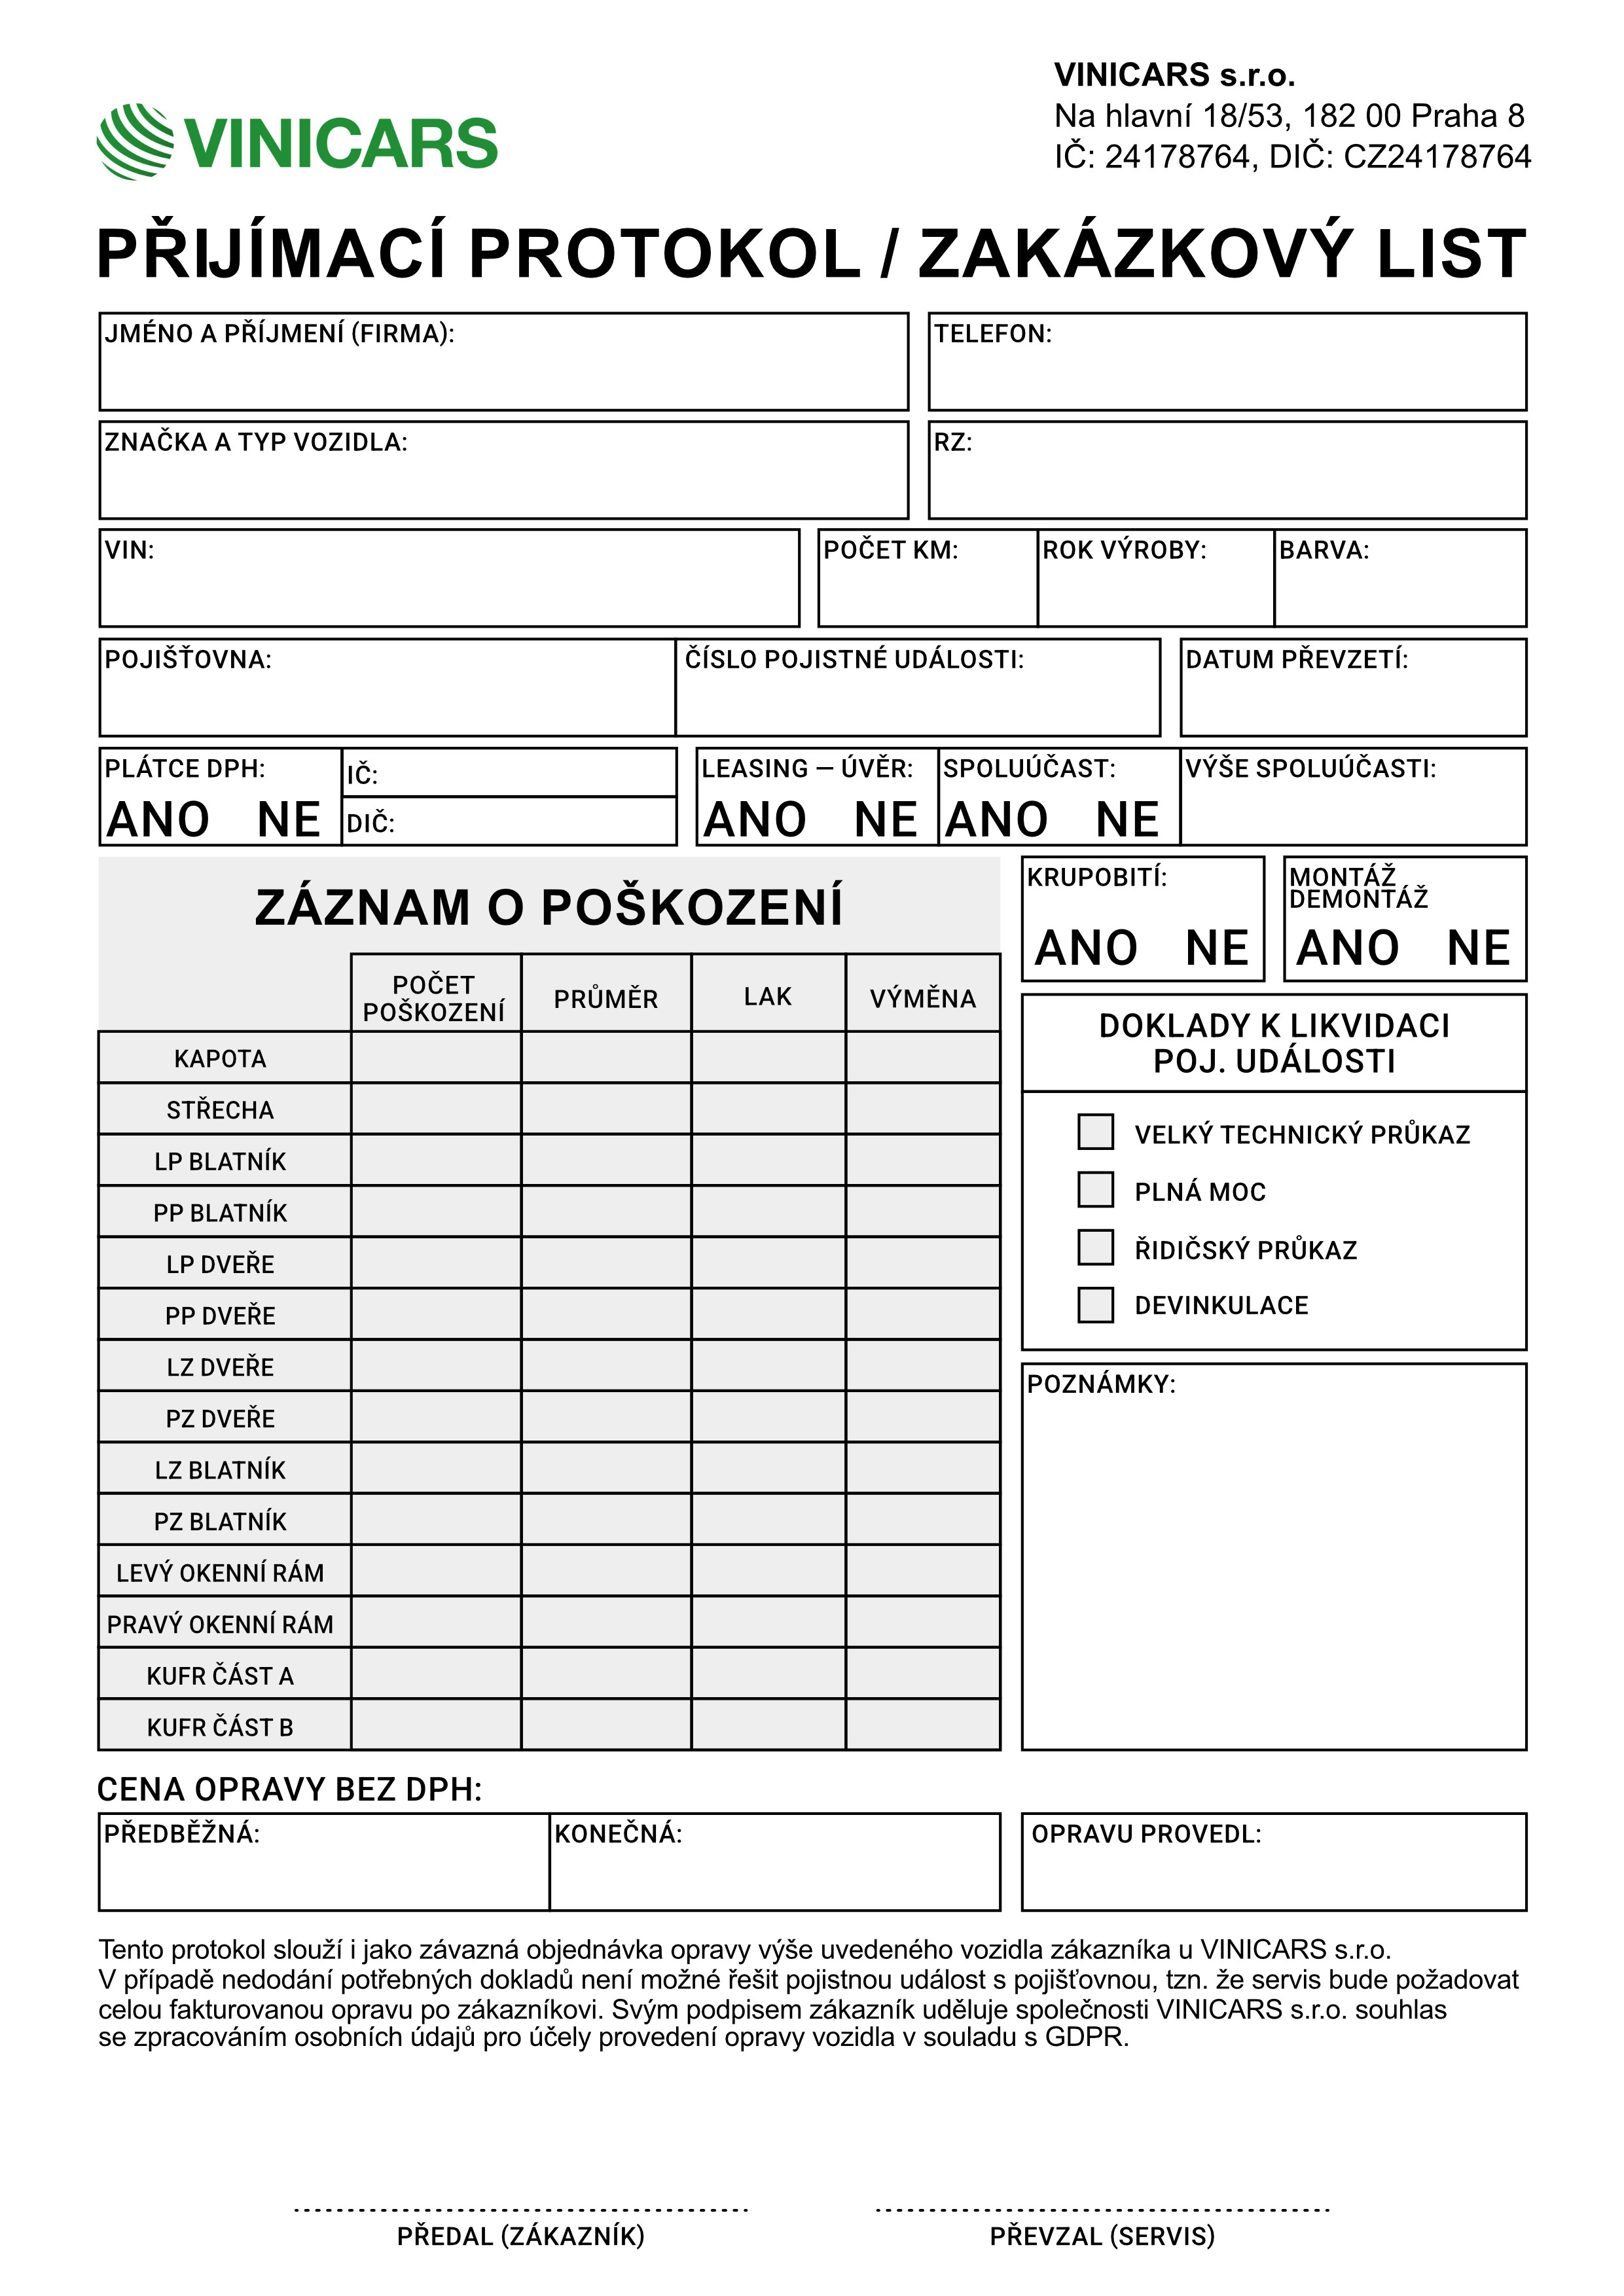 VINICARS
VINICARS s.r.o.
Na hlavní 18/53, 182 00 Praha 8
IČ: 24178764, DIČ: CZ24178764
PŘIJÍMACÍ PROTOKOL / ZAKÁZKOVÝ LIST
JMÉNO A PŘÍJMENÍ (FIRMA): TELEFON:
ZNAČKA A TYP VOZIDLA: RZ:
VIN: POČET KM: ROK VÝROBY: BARVA:
POJIŠŤOVNA: ČÍSLO POJISTNÉ UDÁLOSTI: DATUM PŘEVZETÍ:
PLÁTCE DPH: IČ: LEASING – ÚVĚR: SPOLUÚČAST: VÝŠE SPOLUÚČASTI:
ANO NE DIČ: ANO NE ANO NE
ZÁZNAM O POŠKOZENÍ
POČET
POŠKOZENÍ
PRŮMĚR
LAK
VÝMĚNA
KAPOTA
STŘECHA
LP BLATNÍK
PP BLATNÍK
LP DVEŘE
PP DVEŘE
LZ DVEŘE
PZ DVEŘE
LZ BLATNÍK
PZ BLATNÍK
LEVÝ OKENNÍ RÁM
PRAVÝ OKENNÍ RÁM
KUFR ČÁST A
KUFR ČÁST B
KRUPOBITÍ:
ANO NE
MONTÁŽ
DEMONTÁŽ
ANO NE
DOKLADY K LIKVIDACI
POJ. UDÁLOSTI
VELKÝ TECHNICKÝ PRŮKAZ
PLNÁ MOC
ŘIDIČSKÝ PRŮKAZ
DEVINKULACE
POZNÁMKY:
CENA OPRAVY BEZ DPH:
PŘEDBĚŽNÁ: KONEČNÁ: OPRAVU PROVEDL:
Tento protokol slouží i jako závazná objednávka opravy výše uvedeného vozidla zákazníka u VINICARS s.r.o.
V případě nedodání potřebných dokladů není možné řešit pojistnou událost s pojišťovnou, tzn. že servis bude požadovat
celou fakturovanou opravu po zákazníkovi. Svým podpisem zákazník uděluje společnosti VINICARS s.r.o. souhlas
se zpracováním osobních údajů pro účely provedení opravy vozidla v souladu s GDPR.
PŘEDAL (ZÁKAZNÍK) PŘEVZAL (SERVIS)